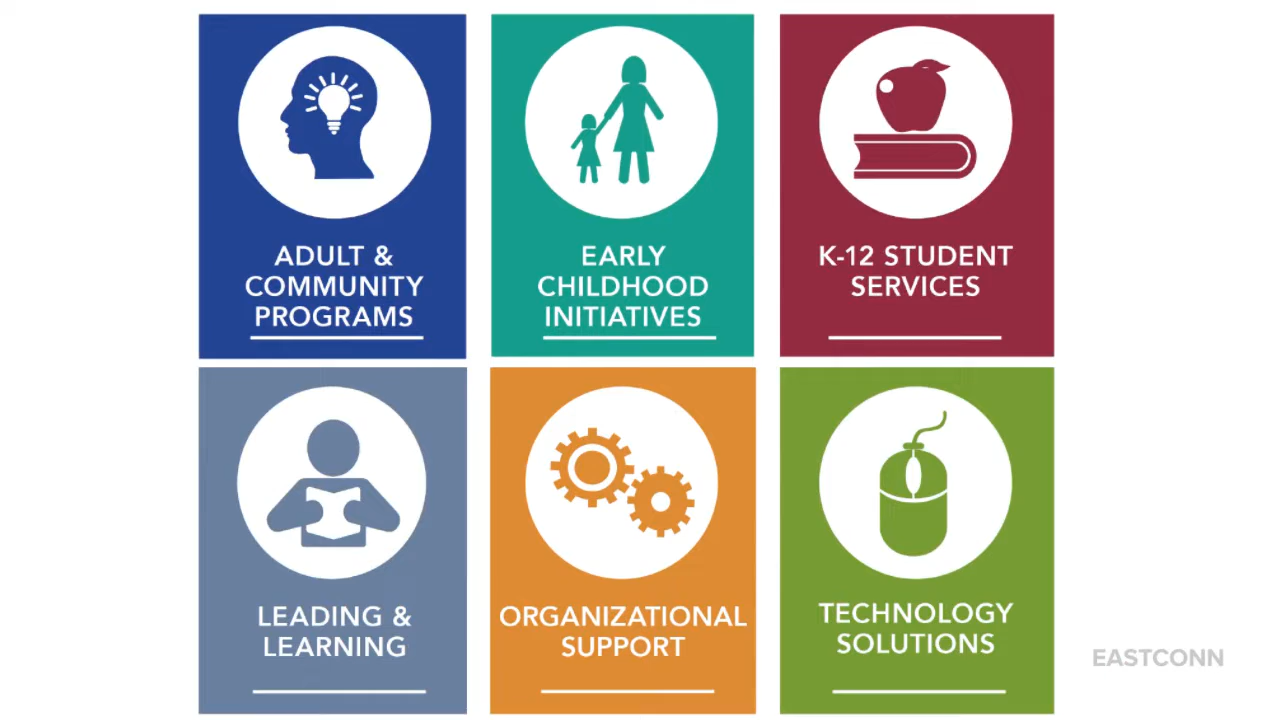 ADULT &
COMMUNITY
PROGRAMS
EARLY
CHILDHOOD
INITIATIVES
K-12 STUDENT
SERVICES
LEADING &
LEARNING
ORGANIZATIONAL
SUPPORT
TECHNOLOGY
SOLUTIONS
EASTCONN